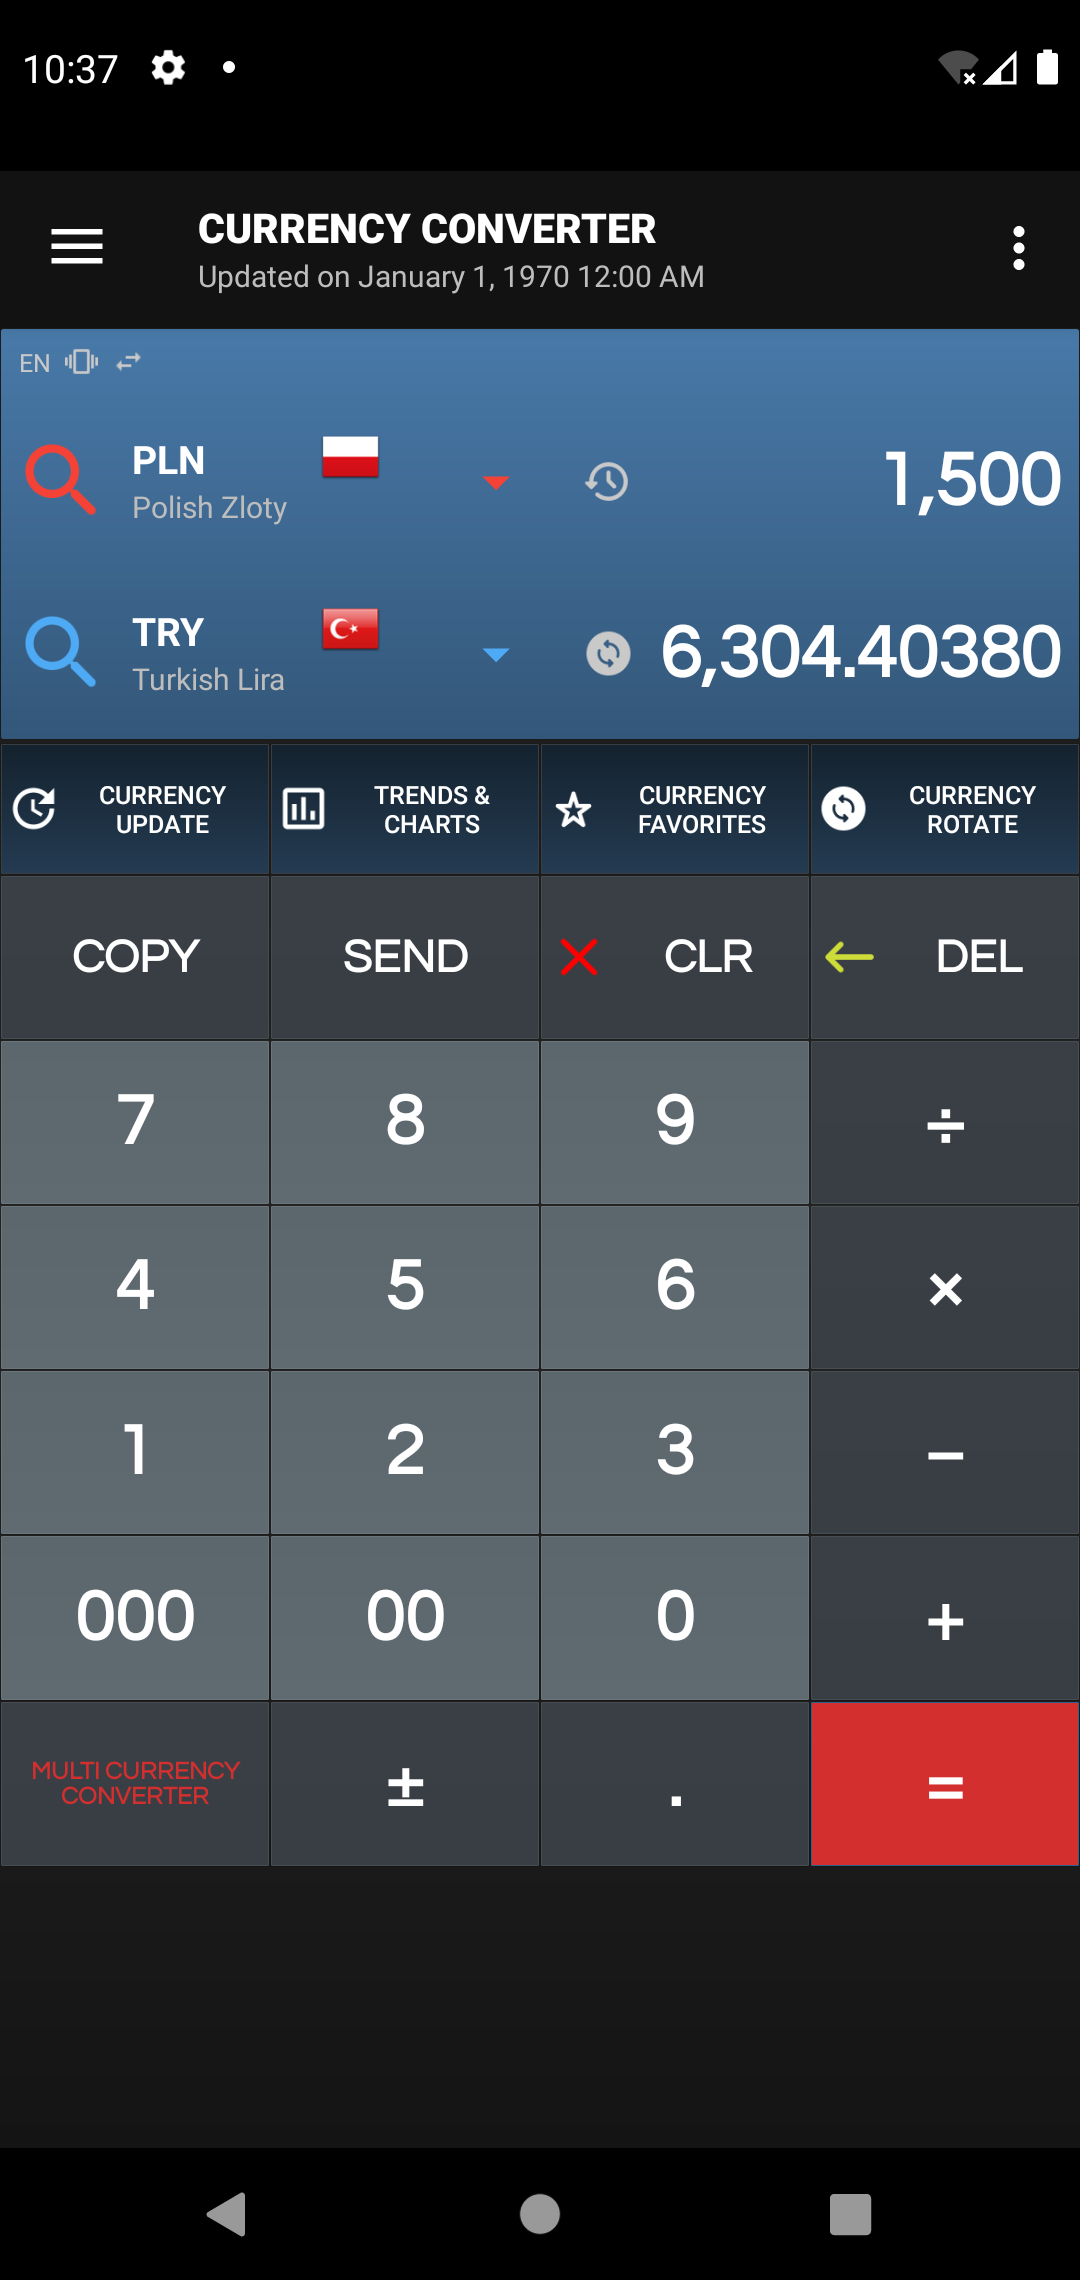 10:37
CURRENCY CONVERTER
Updated on January 1, 1970 12:00 AM
EN
PLN
Polish Zloty
1,500
TRY
Turkish Lira
6,304.40380
CURRENCY
UPDATE
TRENDS &
CHARTS
CURRENCY
FAVORITES
CURRENCY
ROTATE
COPY
SEND
CLR
DEL
7
8
9
÷
4
5
6
×
1
2
3
−
000
00
0
+
MULTI CURRENCY
CONVERTER
±
.
=